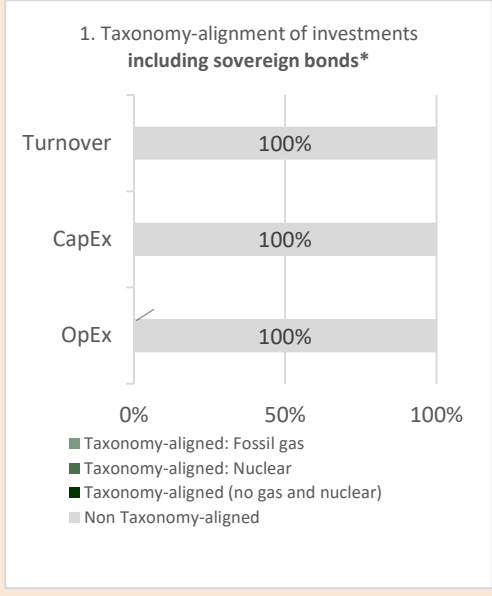 1. Taxonomy-alignment of investments
including sovereign bonds*
Turnover
100%
CapEx
100%
OpEx
100%
0%
50%
100%
Taxonomy-aligned: Fossil gas
Taxonomy-aligned: Nuclear
Taxonomy-aligned (no gas and nuclear)
Non Taxonomy-aligned